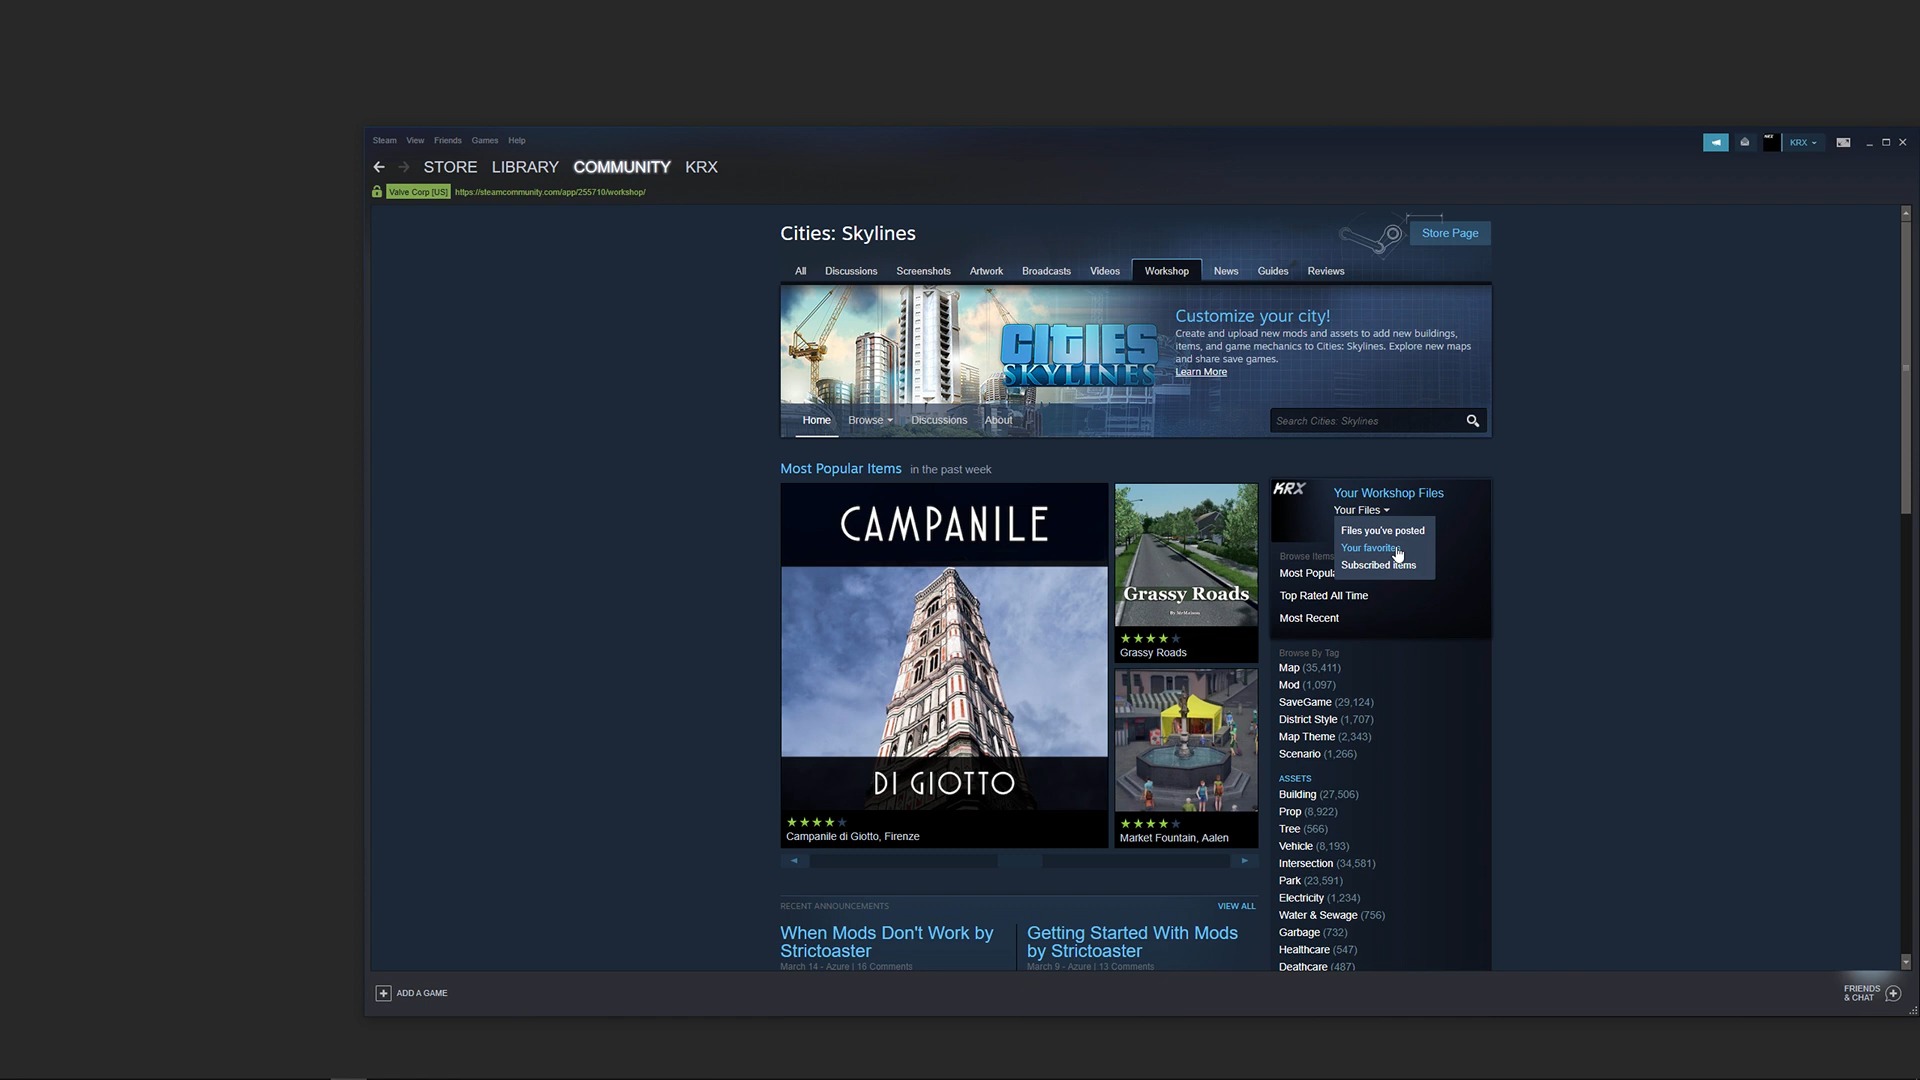 Steam View Friends Games Help
KRX
STORE LIBRARY COMMUNITY KRX
Valve Corp [US] https://steamcommunity.com/app/255710/workshop/
Cities: Skylines
Store Page
All Discussions Screenshots Artwork Broadcasts Videos Workshop News Guides Reviews
CITIES
SKYLINES
Customize your city!
Create and upload new mods and assets to add new buildings,
items, and game mechanics to Cities: Skylines. Explore new maps
and share save games.
Learn More
Home Browse Discussions About
Search Cities: Skylines
Most Popular Items in the past week
CAMPANILE
DI GIOTTO
Campanile di Giotto, Firenze
Grassy Roads
Grassy Roads
Market Fountain, Aalen
KRX
Your Workshop Files
Your Files
Files you've posted
Your favorites
Subscribed items
Browse Items
Most Popula
Top Rated All Time
Most Recent
Browse By Tag
Map (35,411)
Mod (1,097)
SaveGame (29,124)
District Style (1,707)
Map Theme (2,343)
Scenario (1,266)
ASSETS
Building (27,506)
Prop (8,922)
Tree (566)
Vehicle (8,193)
Intersection (34,581)
Park (23,591)
Electricity (1,234)
Water & Sewage (756)
Garbage (732)
Healthcare (547)
Deathcare (487)
RECENT ANNOUNCEMENTS
VIEW ALL
When Mods Don't Work by
Strictoaster
March 14 - Azure | 16 Comments
Getting Started With Mods
by Strictoaster
March 9 - Azure | 13 Comments
ADD A GAME
FRIENDS
& CHAT